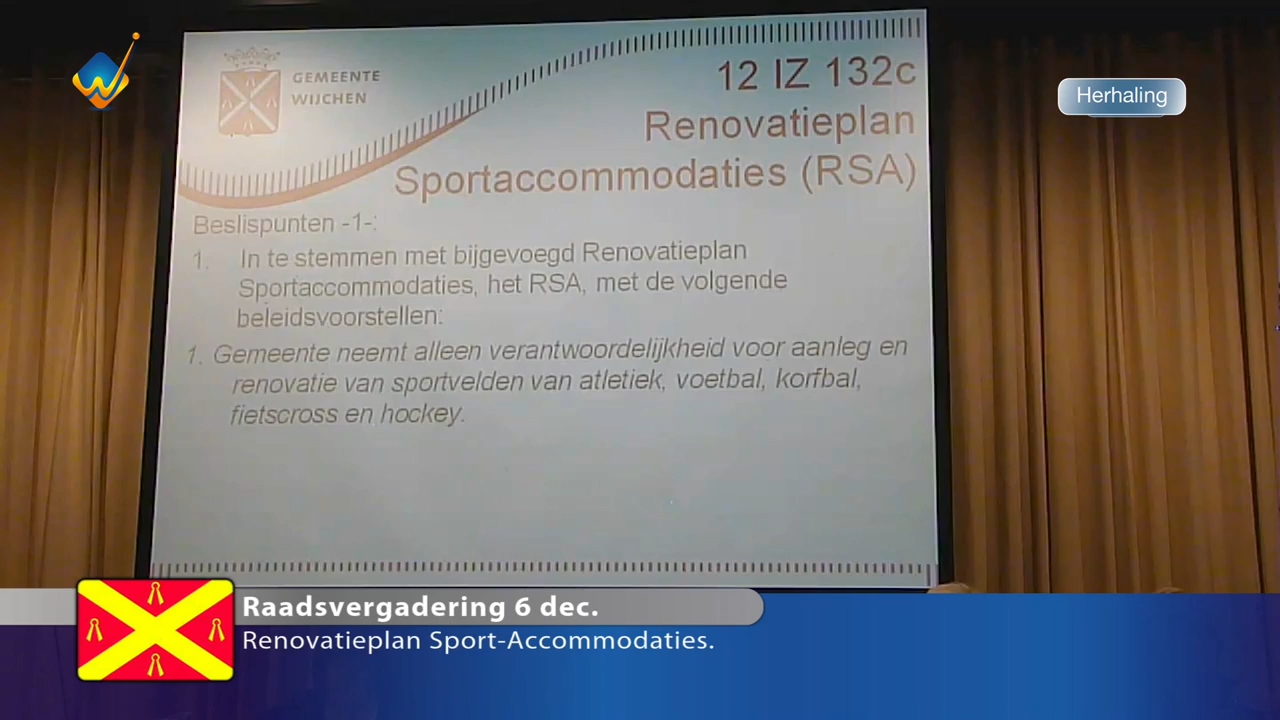 GEMEENTE
WIJCHEN
12 IZ 132c
Renovatieplan
Sportaccommodaties (RSA)
Herhaling
Beslispunten -1-:
1. In te stemmen met bijgevoegd Renovatieplan
Sportaccommodaties, het RSA, met de volgende
beleidsvoorstellen:
1. Gemeente neemt alleen verantwoordelijkheid voor aanleg en
renovatie van sportvelden van atletiek, voetbal, korfbal,
fietscross en hockey.
Raadsvergadering 6 dec.
Renovatieplan Sport-Accommodaties.